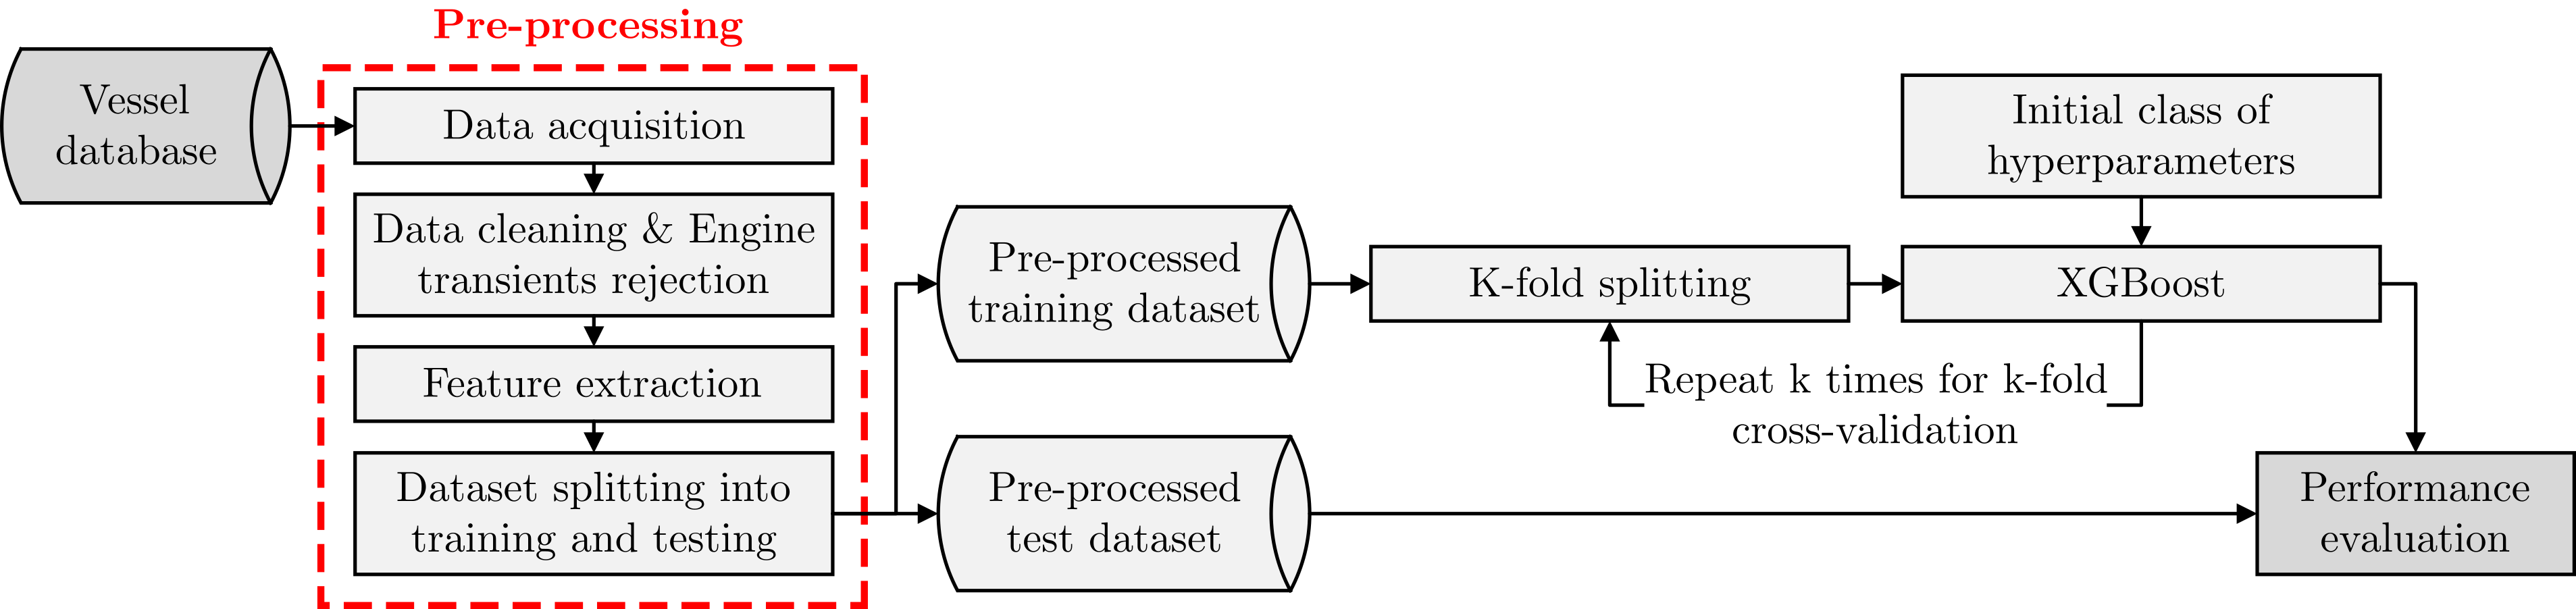 Pre-processing
Vessel
database
Data acquisition
Data cleaning & Engine
transients rejection
Feature extraction
Dataset splitting into
training and testing
Pre-processed
training dataset
Pre-processed
test dataset
K-fold splitting
Initial class of
hyperparameters
XGBoost
Repeat k times for k-fold
cross-validation
Performance
evaluation